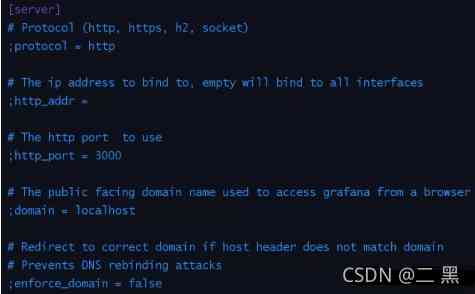 [server]
# Protocol (http, https, h2, socket)
;protocol = http
# The ip address to bind to, empty will bind to all interfaces
;http_addr =
# The http port  to use
;http_port = 3000
# The public facing domain name used to access grafana from a browser
;domain = localhost
# Redirect to correct domain if host header does not match domain
# Prevents DNS rebinding attacks
;enforce_domain = false
CSDN @二 黑